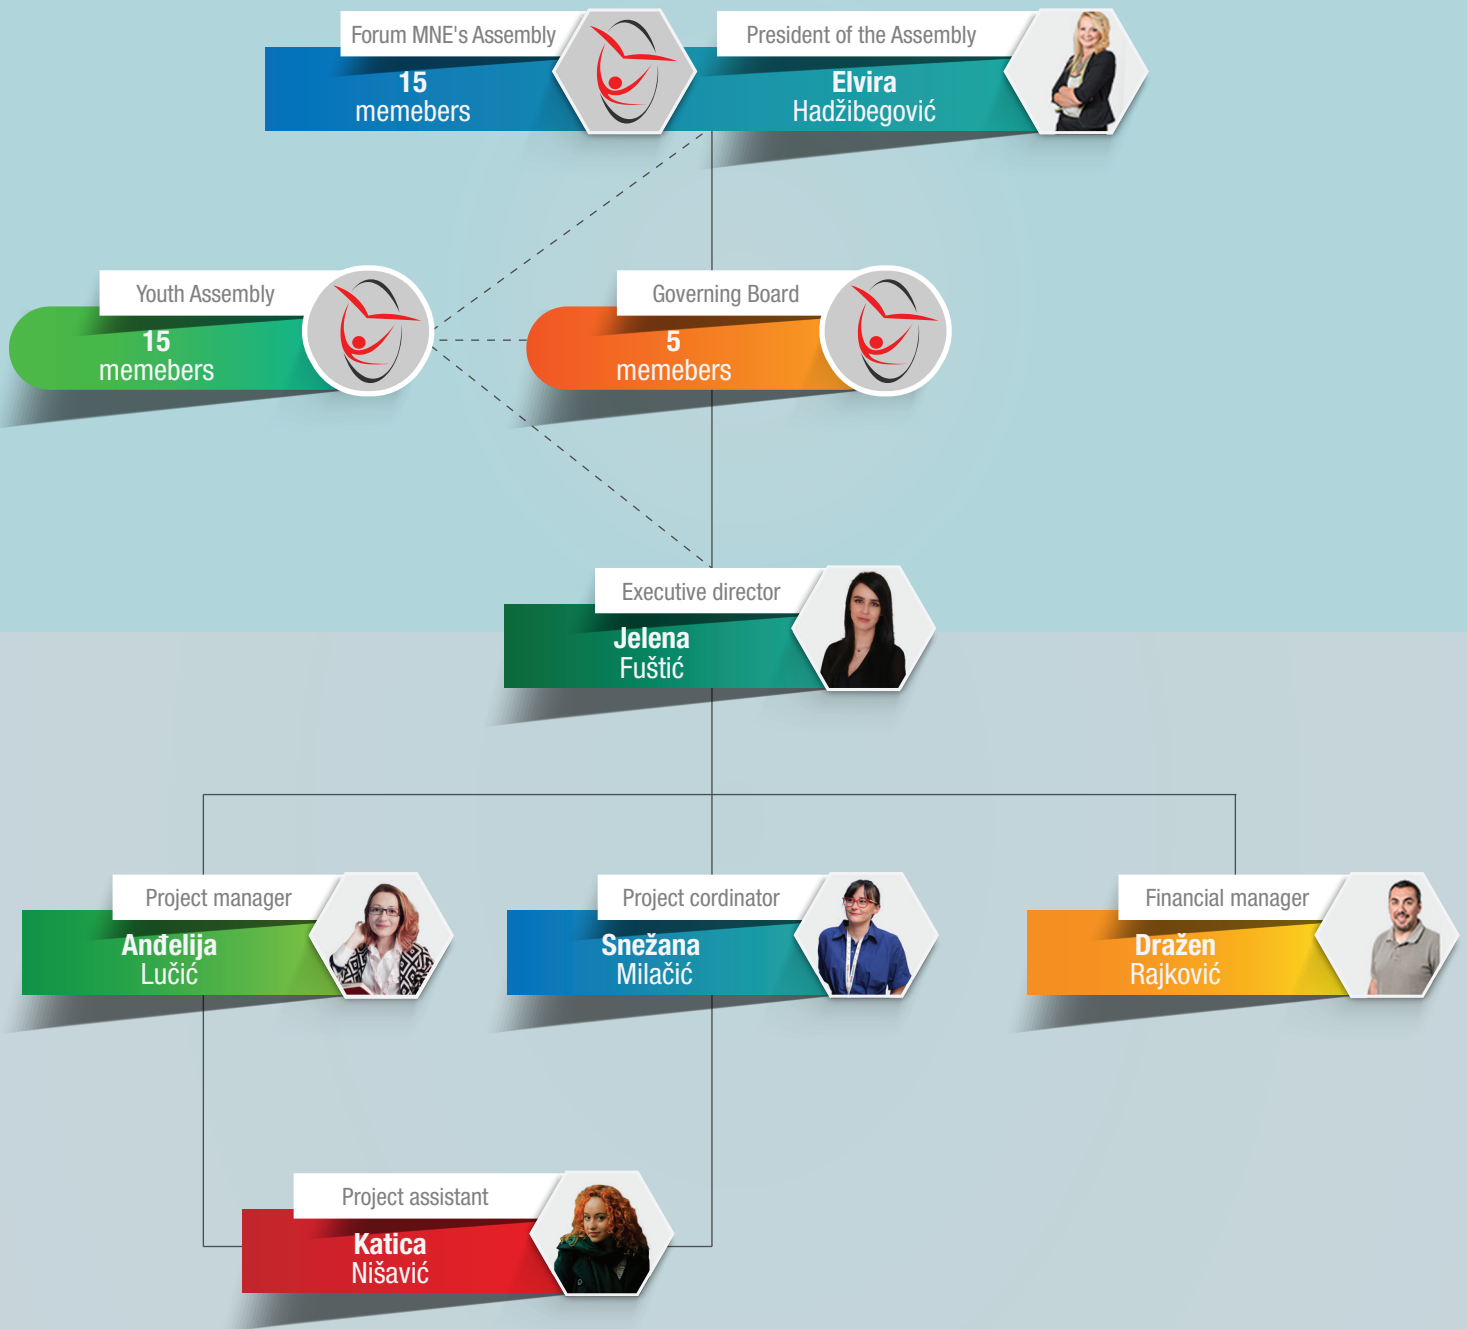 Forum MNE's Assembly
15
memebers
President of the Assembly
Elvira
Hadžibegović
Youth Assembly
15
memebers
Governing Board
5
memebers
Executive director
Jelena
Fuštić
Project manager
Anđelija
Lučić
Project cordinator
Snežana
Milačić
Financial manager
Dražen
Rajković
Project assistant
Katica
Nišavić